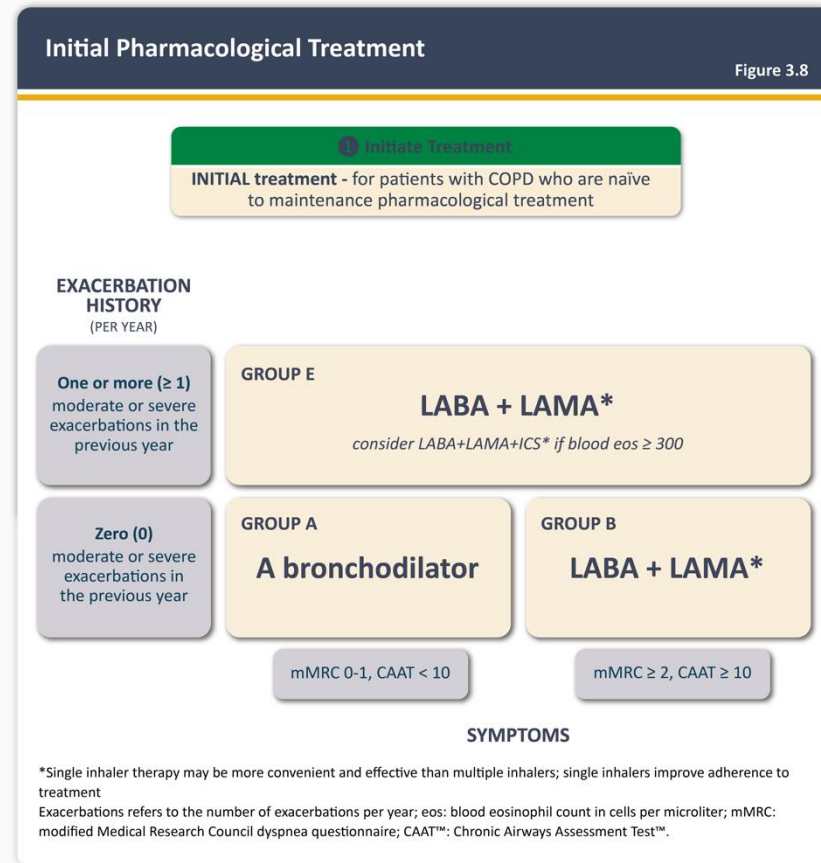 Initial Pharmacological Treatment
Figure 3.8
❶ Initiate Treatment
INITIAL treatment - for patients with COPD who are naïve
to maintenance pharmacological treatment
EXACERBATION
HISTORY
(PER YEAR)
One or more (≥ 1)
moderate or severe
exacerbations in the
previous year
GROUP E
LABA + LAMA*
consider LABA+LAMA+ICS* if blood eos ≥ 300
Zero (0)
moderate or severe
exacerbations in
the previous year
GROUP A
A bronchodilator
GROUP B
LABA + LAMA*
mMRC 0-1, CAAT < 10
mMRC ≥ 2, CAAT ≥ 10
SYMPTOMS
*Single inhaler therapy may be more convenient and effective than multiple inhalers; single inhalers improve adherence to
treatment
Exacerbations refers to the number of exacerbations per year; eos: blood eosinophil count in cells per microliter; mMRC:
modified Medical Research Council dyspnea questionnaire; CAAT™: Chronic Airways Assessment Test™.